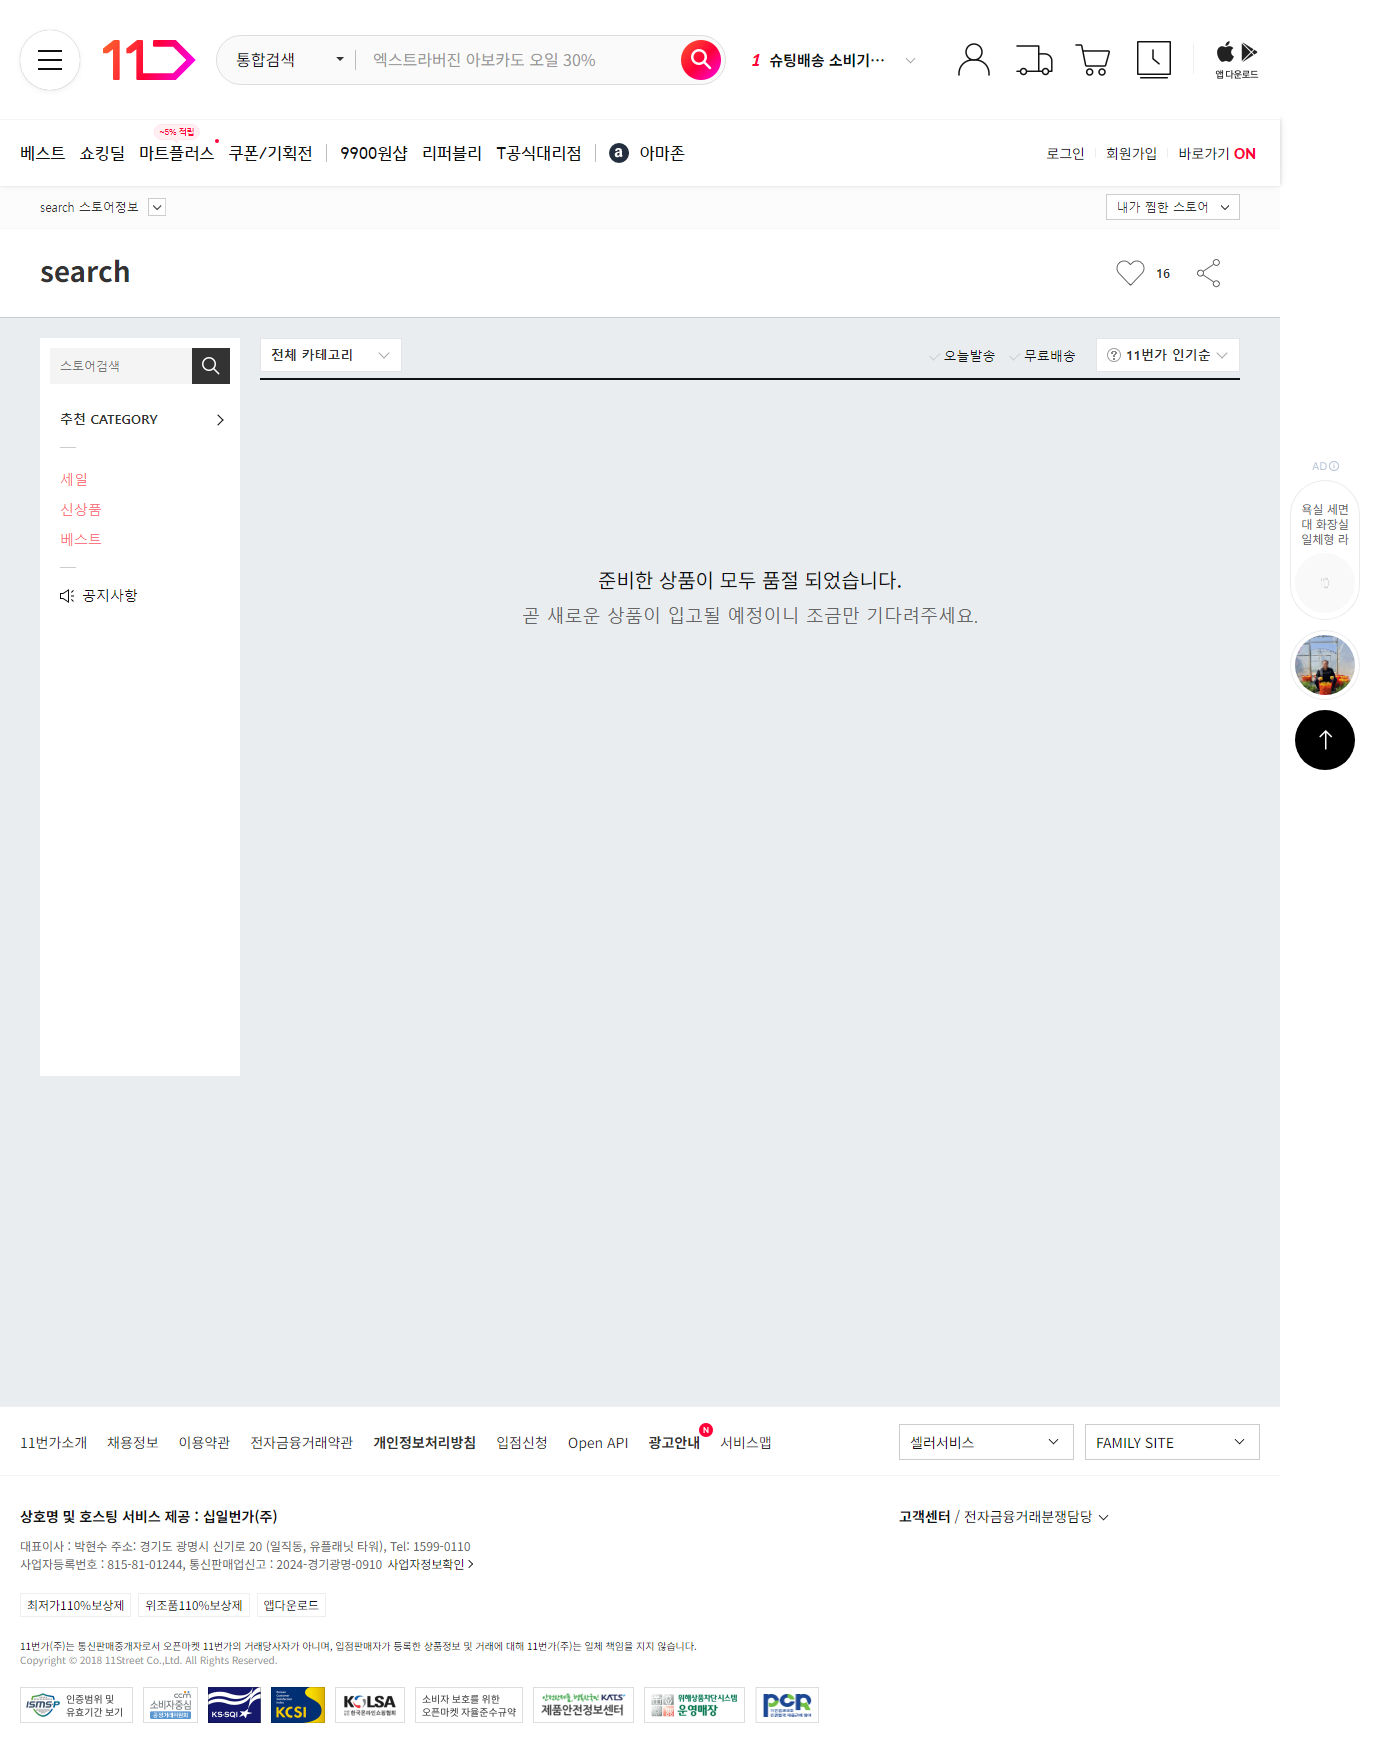 11D
통합검색
엑스트라버진 아보카도 오일 30%
1 슈팅배송 소비기…
앱 다운로드
~5% 적립
베스트 쇼킹딜 마트플러스 쿠폰/기획전 9900원샵 리퍼블리 T공식대리점 a 아마존
로그인 회원가입 바로가기 ON
search 스토어정보
내가 찜한 스토어
search
16
스토어검색
전체 카테고리
오늘발송 무료배송
11번가 인기순
추천 CATEGORY
세일
신상품
베스트
공지사항
준비한 상품이 모두 품절 되었습니다.
곧 새로운 상품이 입고될 예정이니 조금만 기다려주세요.
AD
욕실 세면
대 화장실
일체형 라
11번가소개 채용정보 이용약관 전자금융거래약관 개인정보처리방침 입점신청 Open API 광고안내 N 서비스맵
셀러서비스
FAMILY SITE
상호명 및 호스팅 서비스 제공 : 십일번가(주)
고객센터 / 전자금융거래분쟁담당
대표이사 : 박현수 주소: 경기도 광명시 신기로 20 (일직동, 유플래닛 타워), Tel: 1599-0110
사업자등록번호 : 815-81-01244, 통신판매업신고 : 2024-경기광명-0910 사업자정보확인
최저가110%보상제 위조품110%보상제 앱다운로드
11번가(주)는 통신판매중개자로서 오픈마켓 11번가의 거래당사자가 아니며, 입점판매자가 등록한 상품정보 및 거래에 대해 11번가(주)는 일체 책임을 지지 않습니다.
Copyright © 2018 11Street Co.,Ltd. All Rights Reserved.
ISMS-P 인증범위 및
유효기간 보기
ccm
소비자중심
공정거래위원회
KS-SQI
KCSI
KOLSA
한국온라인쇼핑협회
소비자 보호를 위한
오픈마켓 자율준수규약
KATS
제품안전정보센터
위해상품차단시스템
운영매장
PCR